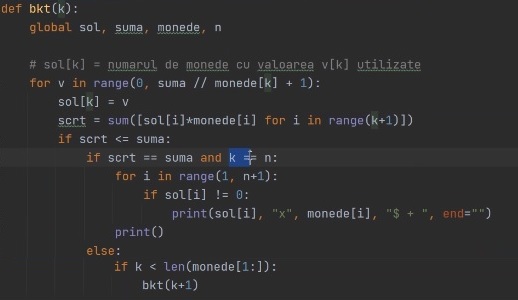 def bkt(k):
global sol, suma, monede, n
# sol[k] = numarul de monede cu valoarea v[k] utilizate
for v in range(0, suma // monede[k] + 1):
sol[k] = v
scrt = sum([sol[i]*monede[i] for i in range(k+1)])
if scrt <= suma:
if scrt == suma and k == n:
for i in range(1, n+1):
if sol[i] != 0:
print(sol[i], "x", monede[i], "$ + ", end="")
print()
else:
if k < len(monede[1:]):
bkt(k+1)